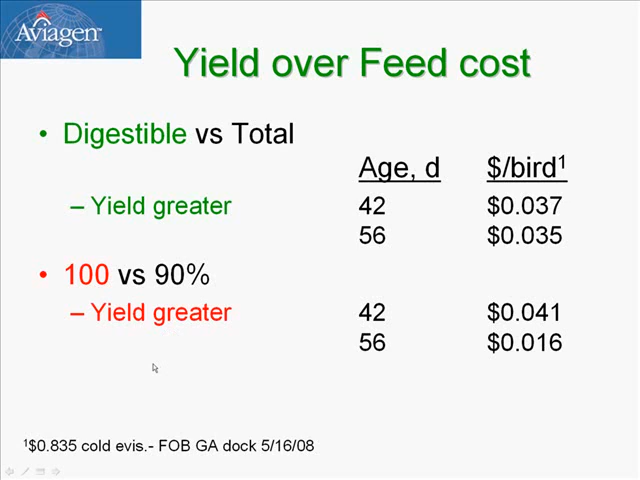 Aviagen™
Yield over Feed cost
• Digestible vs Total
Age, d $/bird¹
– Yield greater 42 $0.037
56 $0.035
• 100 vs 90%
– Yield greater 42 $0.041
56 $0.016
¹$0.835 cold evis.- FOB GA dock 5/16/08